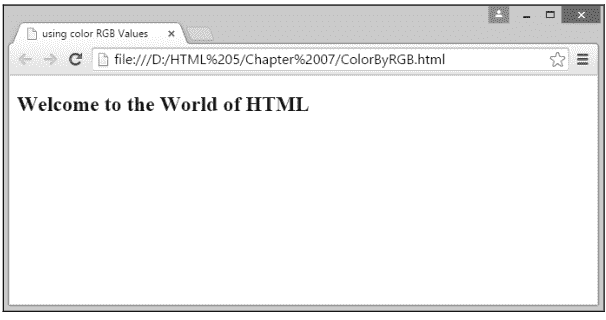 using color RGB Values
file:///D:/HTML%205/Chapter%2007/ColorByRGB.html
Welcome to the World of HTML